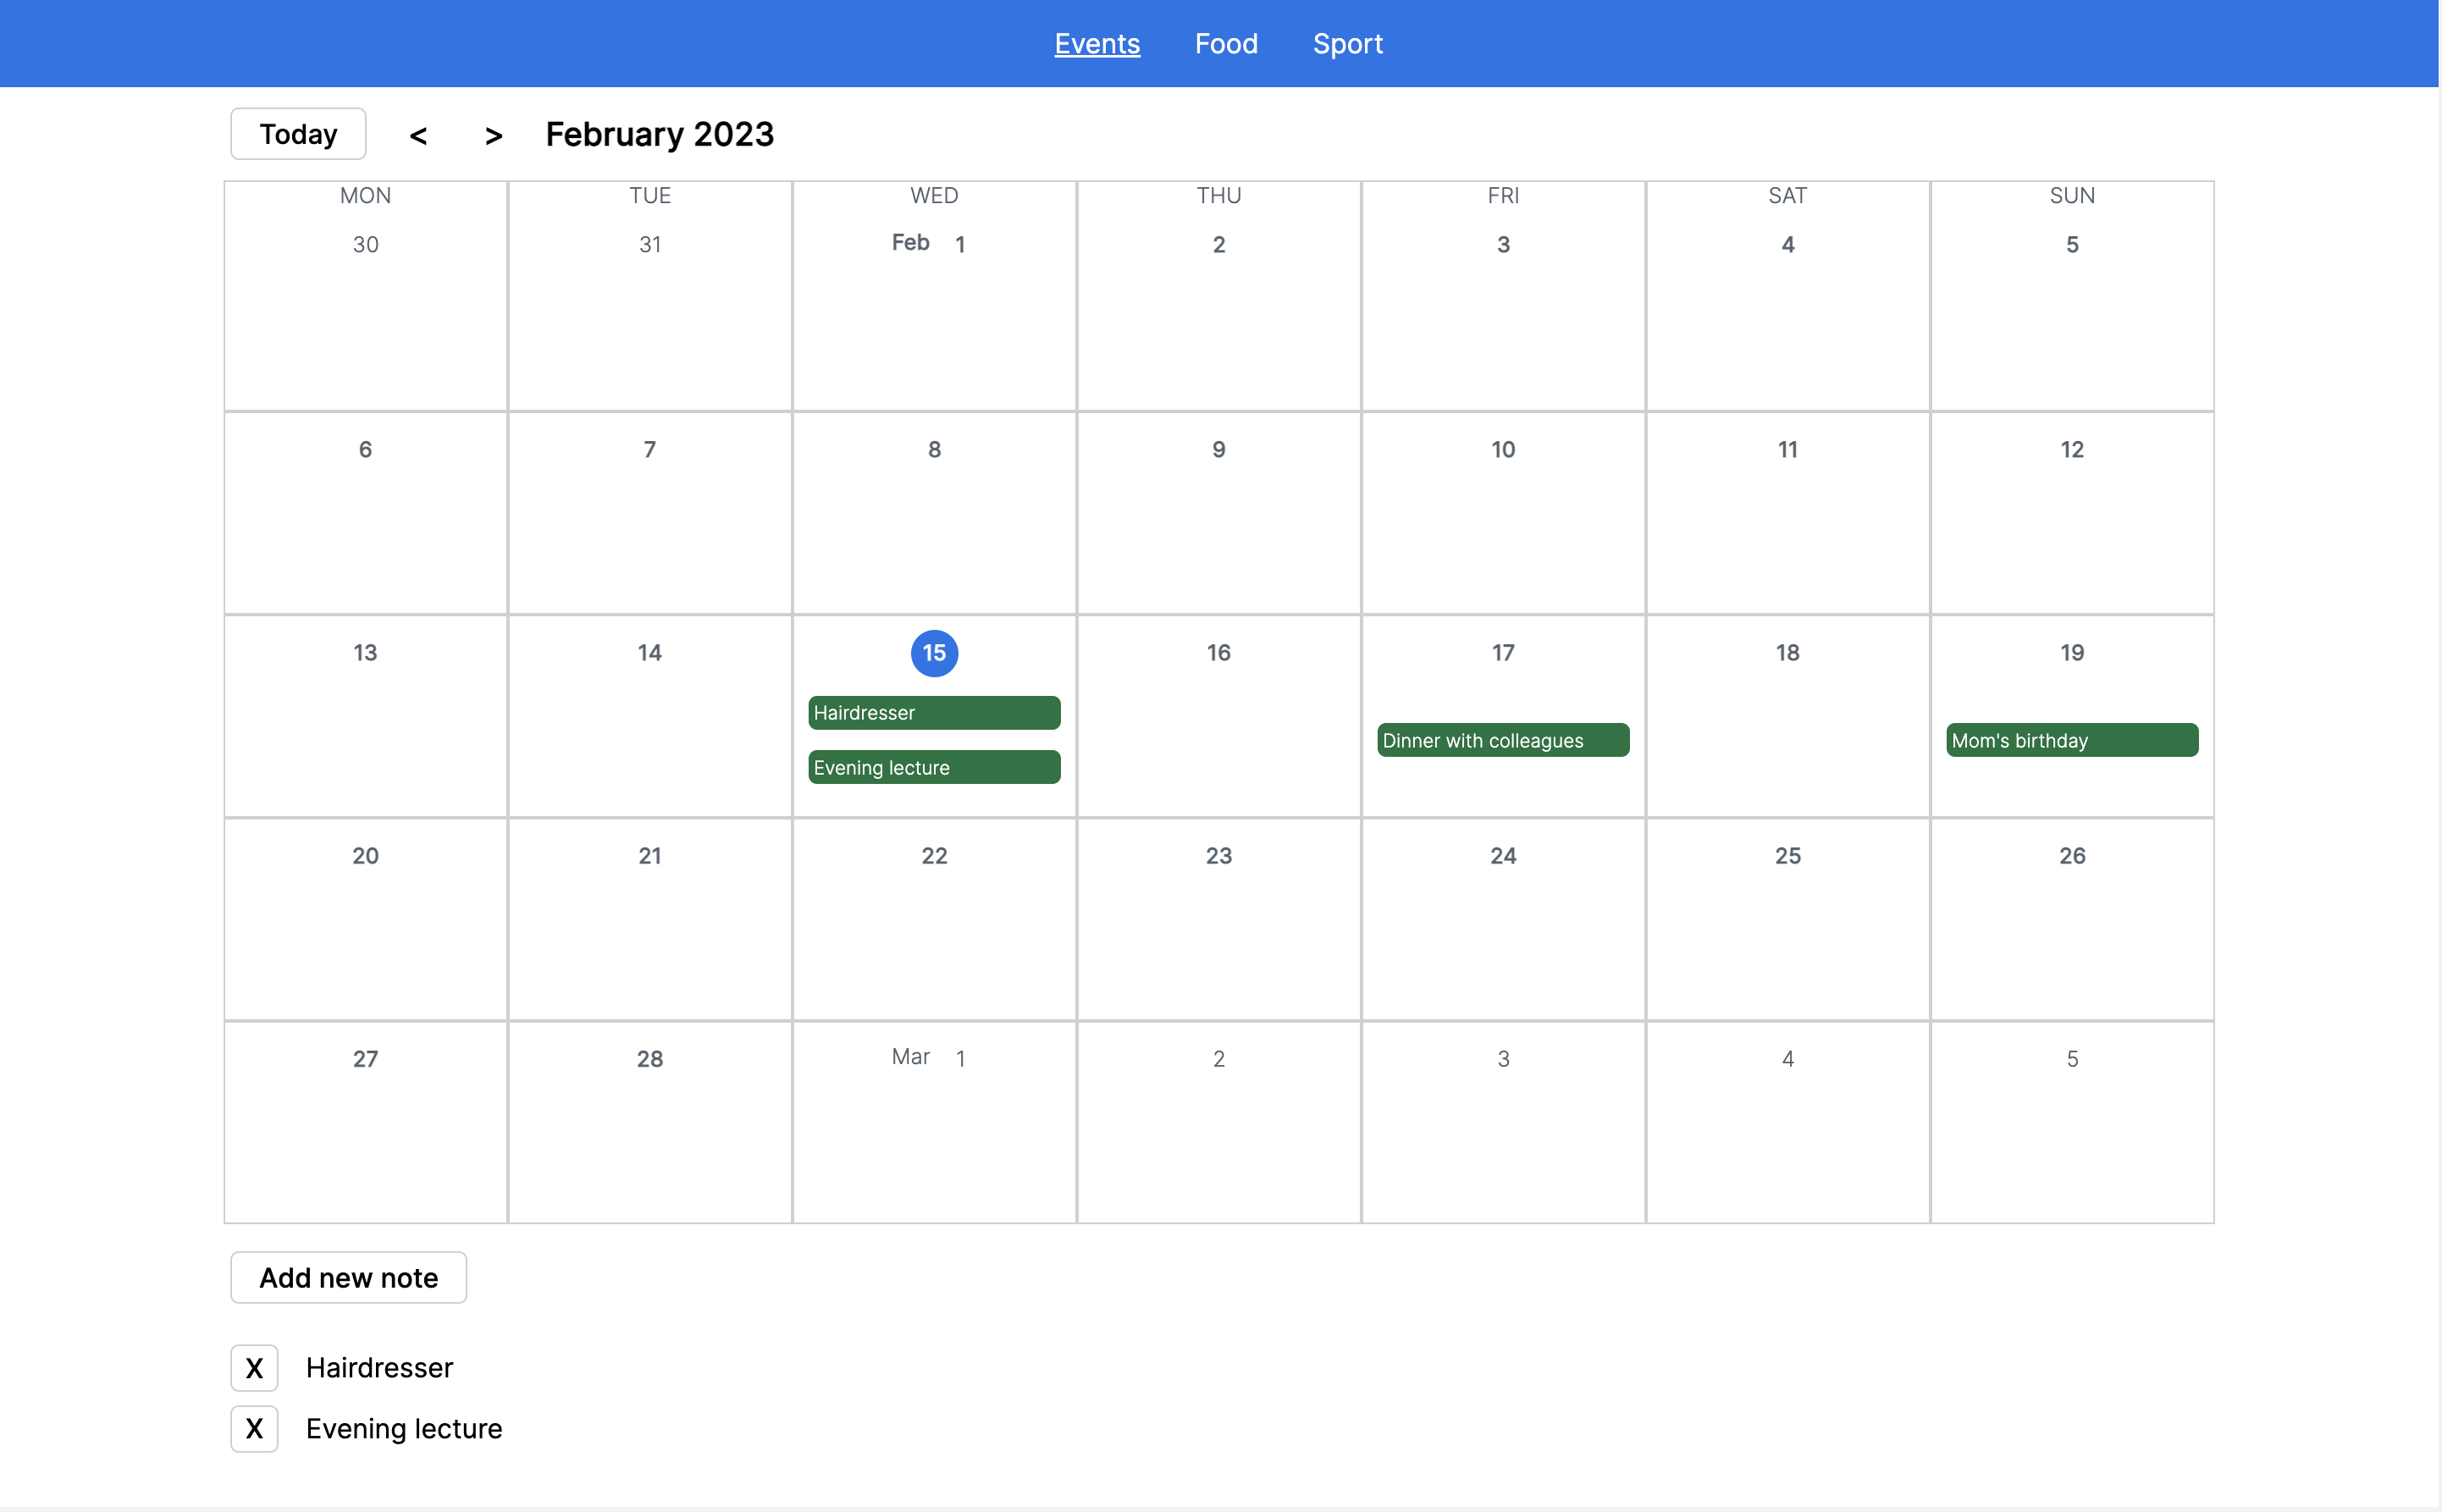 Events Food Sport
Today < > February 2023
MON TUE WED THU FRI SAT SUN
30 31 Feb 1 2 3 4 5
6 7 8 9 10 11 12
13 14 15 16 17 18 19
Hairdresser
Dinner with colleagues Mom's birthday
Evening lecture
20 21 22 23 24 25 26
27 28 Mar 1 2 3 4 5
Add new note
X Hairdresser
X Evening lecture